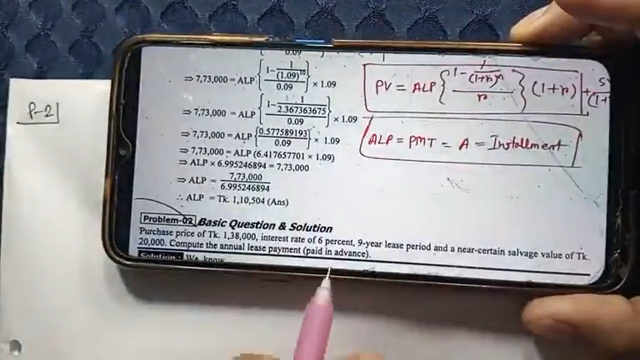 P-21
0.09
⇒ 7,73,000 = ALP { 1 - 1/(1.09)^10 / 0.09 } × 1.09
⇒ 7,73,000 = ALP { 1 - 1/2.367363675 / 0.09 } × 1.09
⇒ 7,73,000 = ALP { 0.577589193 / 0.09 } × 1.09
⇒ 7,73,000 = ALP (6.417657701 × 1.09)
⇒ ALP × 6.995246894 = 7,73,000
⇒ ALP = 7,73,000 / 6.995246894
∴ ALP = Tk. 1,10,504 (Ans)
PV = ALP { 1 - 1/(1+r)^n / r } (1+r) +
ALP = PMT = A = Installment
Problem-02 Basic Question & Solution
Purchase price of Tk. 1,38,000, interest rate of 6 percent, 9-year lease period and a near-certain salvage value of Tk.
20,000. Compute the annual lease payment (paid in advance).
Solution: We know